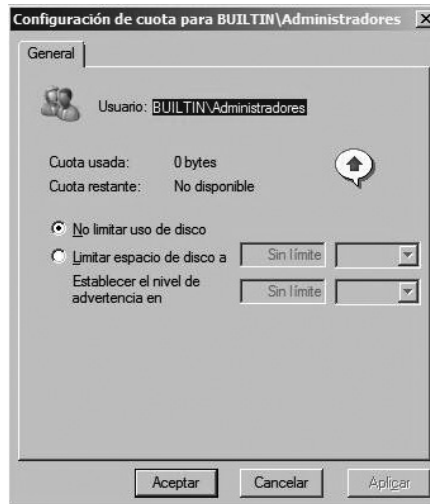 Configuración de cuota para BUILTIN\Administradores
General
Usuario: BUILTIN\Administradores
Cuota usada: 0 bytes
Cuota restante: No disponible
No limitar uso de disco
Limitar espacio de disco a Sin límite
Establecer el nivel de
advertencia en Sin límite
Aceptar Cancelar Aplicar